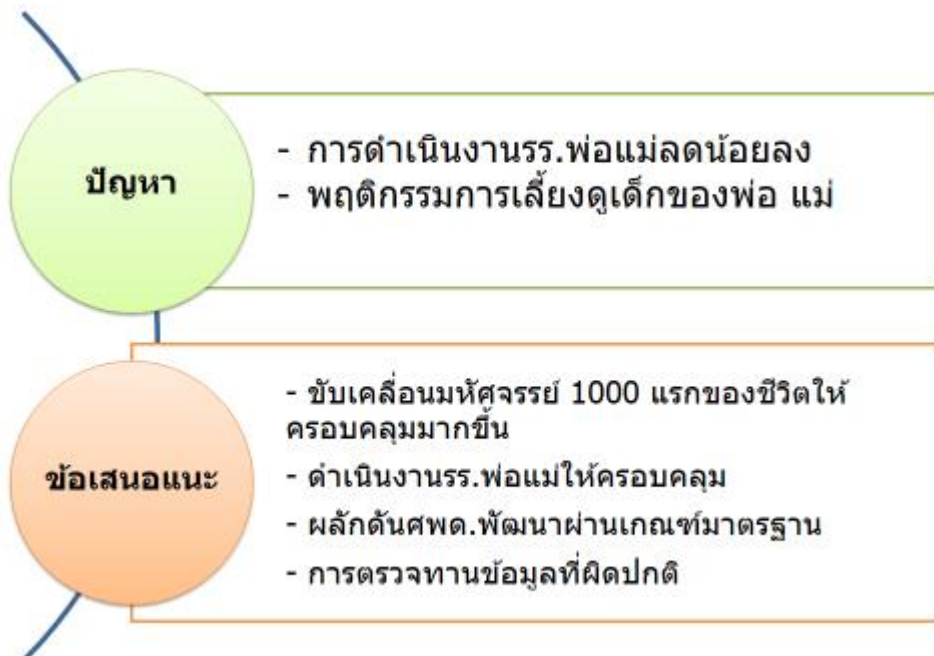 ปัญหา
- การดำเนินงานรร.พ่อแม่ลดน้อยลง
- พฤติกรรมการเลี้ยงดูเด็กของพ่อ แม่
ข้อเสนอแนะ
- ขับเคลื่อนมหัศจรรย์ 1000 แรกของชีวิตให้
ครอบคลุมมากขึ้น
- ดำเนินงานรร.พ่อแม่ให้ครอบคลุม
- ผลักดันศพด.พัฒนาผ่านเกณฑ์มาตรฐาน
- การตรวจทานข้อมูลที่ผิดปกติ